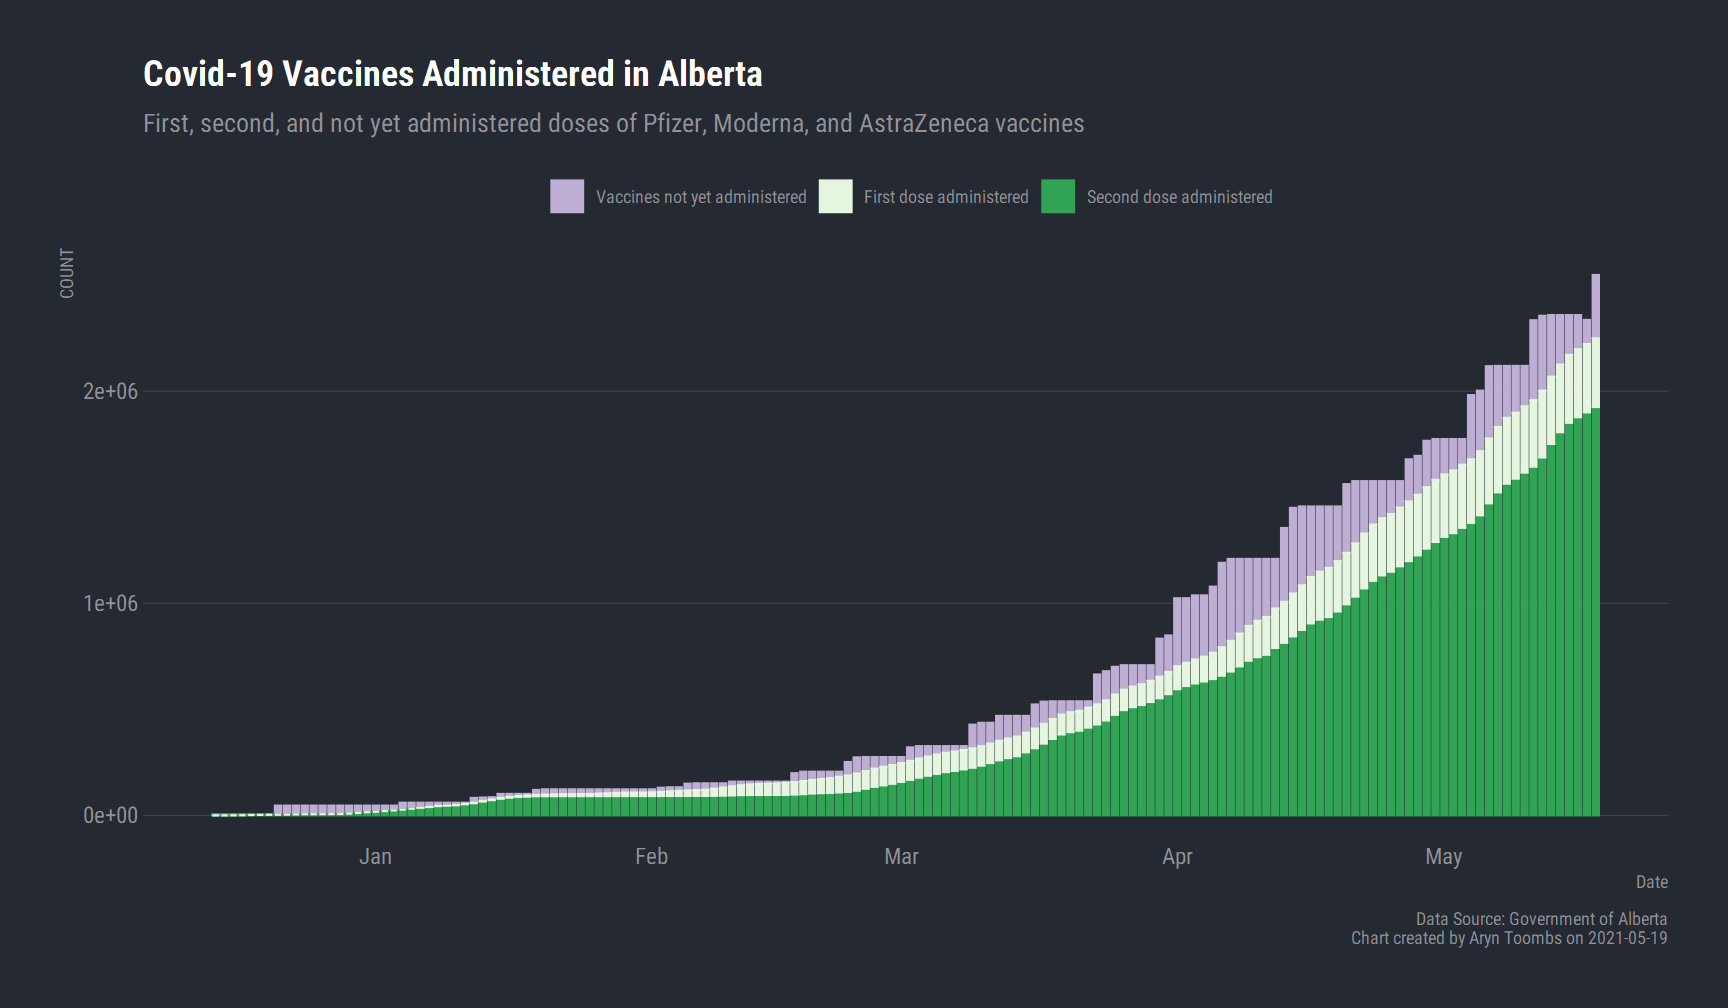 Covid-19 Vaccines Administered in Alberta
First, second, and not yet administered doses of Pfizer, Moderna, and AstraZeneca vaccines
Vaccines not yet administered First dose administered Second dose administered
COUNT
2e+06
1e+06
0e+00
Jan Feb Mar Apr May
Date
Data Source: Government of Alberta
Chart created by Aryn Toombs on 2021-05-19